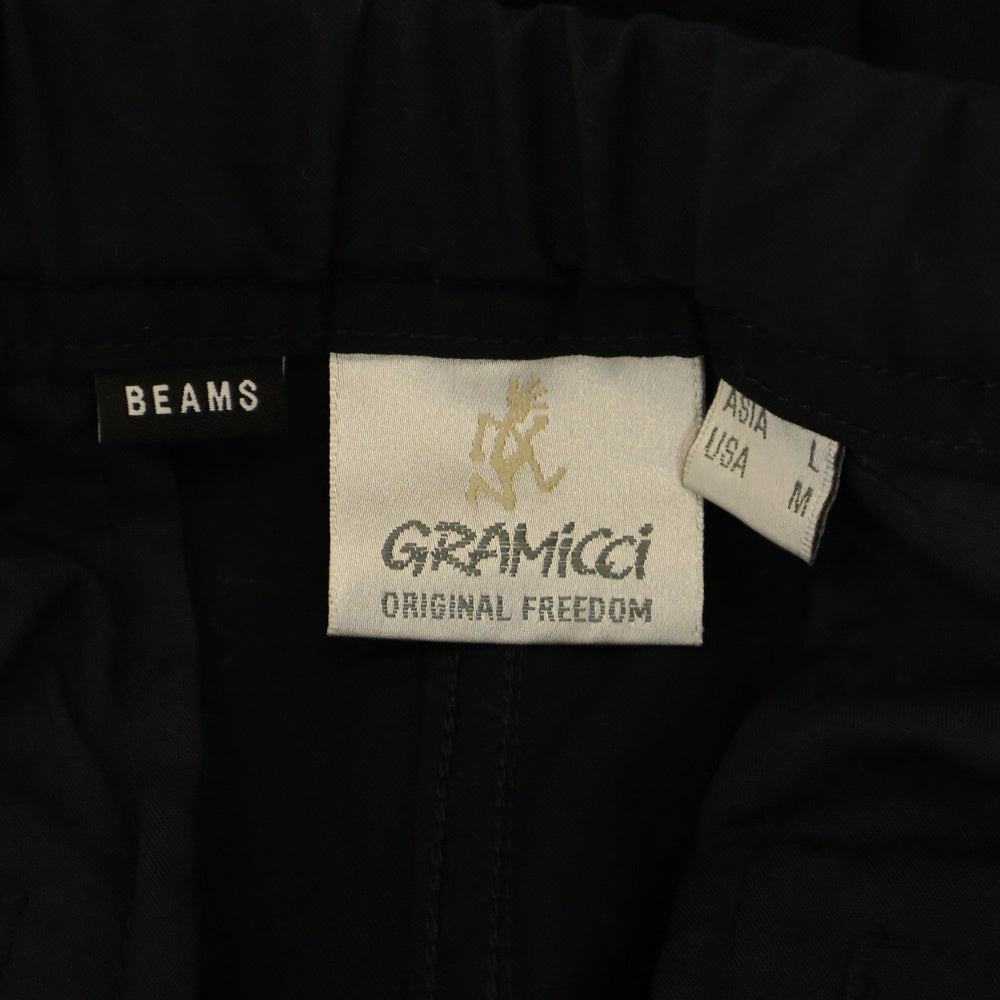 BEAMS
GRAMiCCi
ORIGINAL FREEDOM
ASIA L
USA M